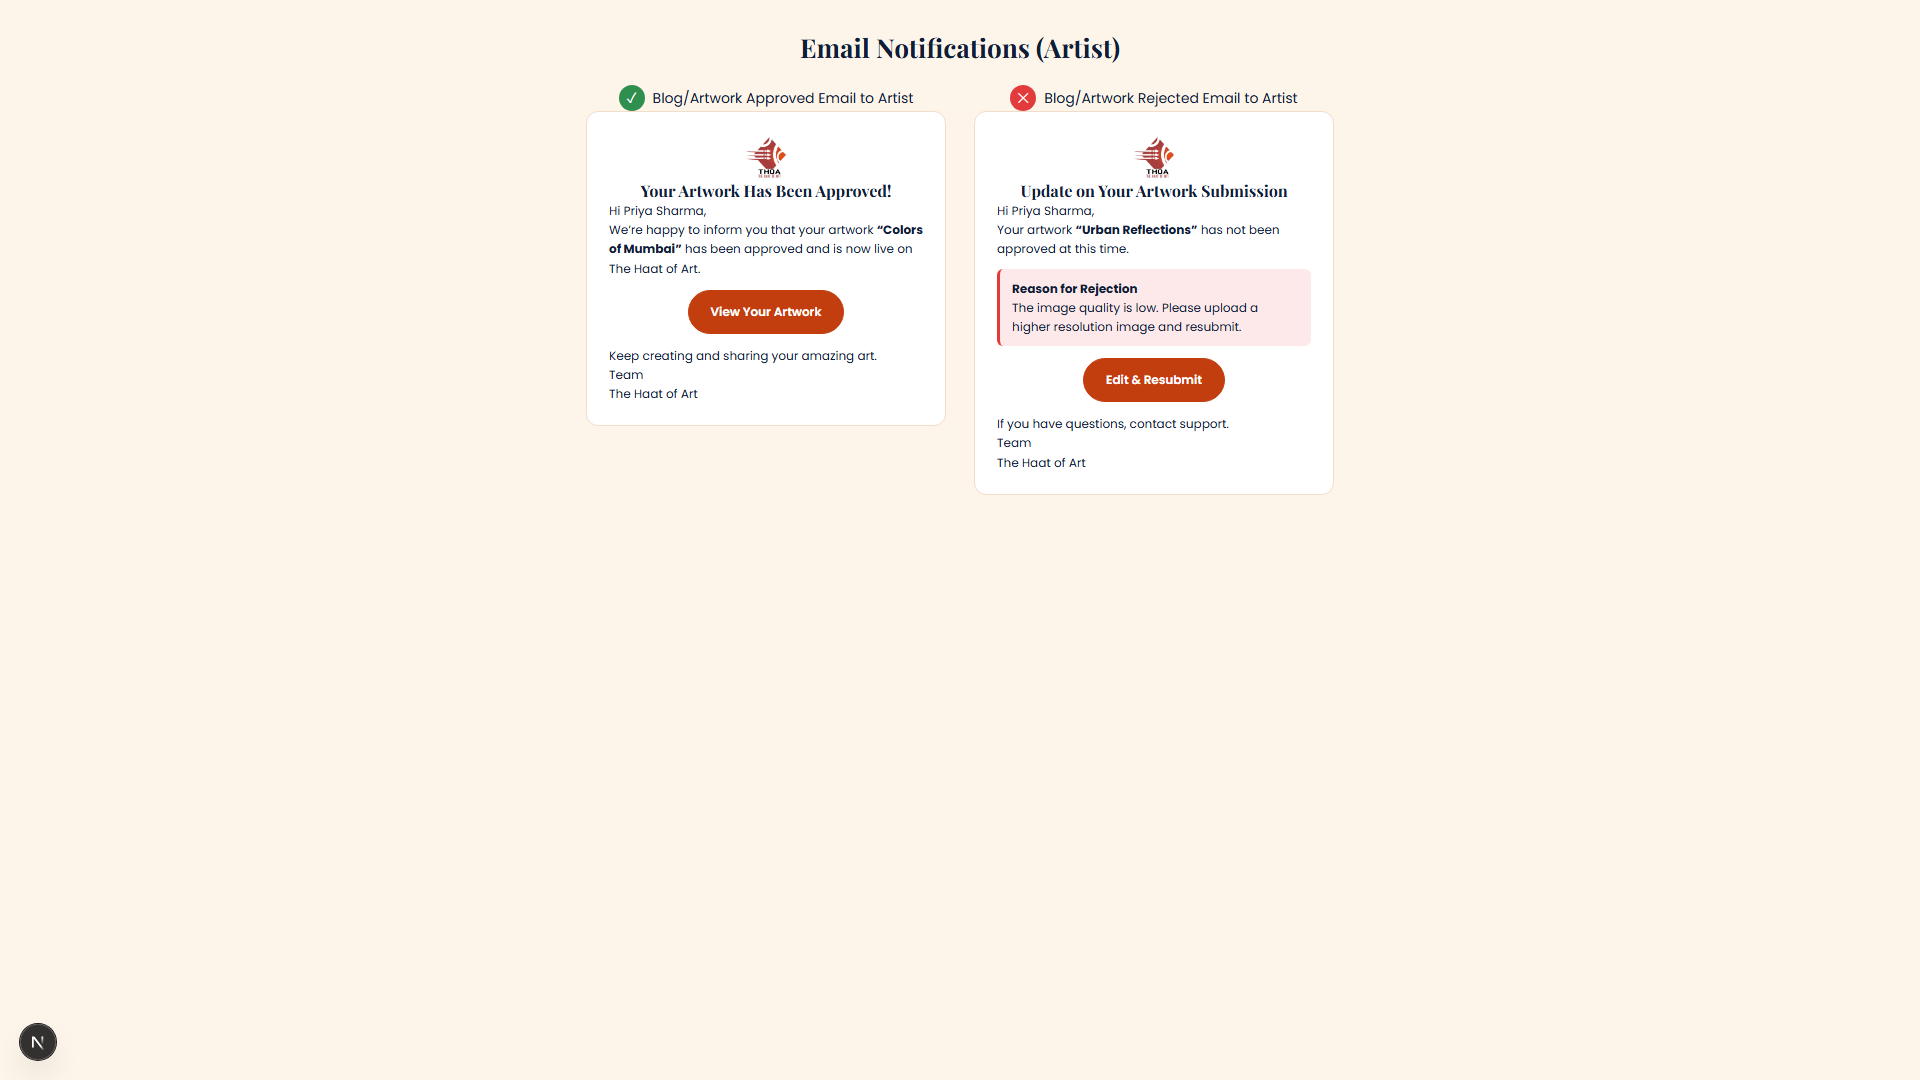 Email Notifications (Artist)
Blog/Artwork Approved Email to Artist
THOA
Your Artwork Has Been Approved!
Hi Priya Sharma,
We're happy to inform you that your artwork “Colors
of Mumbai” has been approved and is now live on
The Haat of Art.
View Your Artwork
Keep creating and sharing your amazing art.
Team
The Haat of Art
Blog/Artwork Rejected Email to Artist
THOA
Update on Your Artwork Submission
Hi Priya Sharma,
Your artwork “Urban Reflections” has not been
approved at this time.
Reason for Rejection
The image quality is low. Please upload a
higher resolution image and resubmit.
Edit & Resubmit
If you have questions, contact support.
Team
The Haat of Art
N